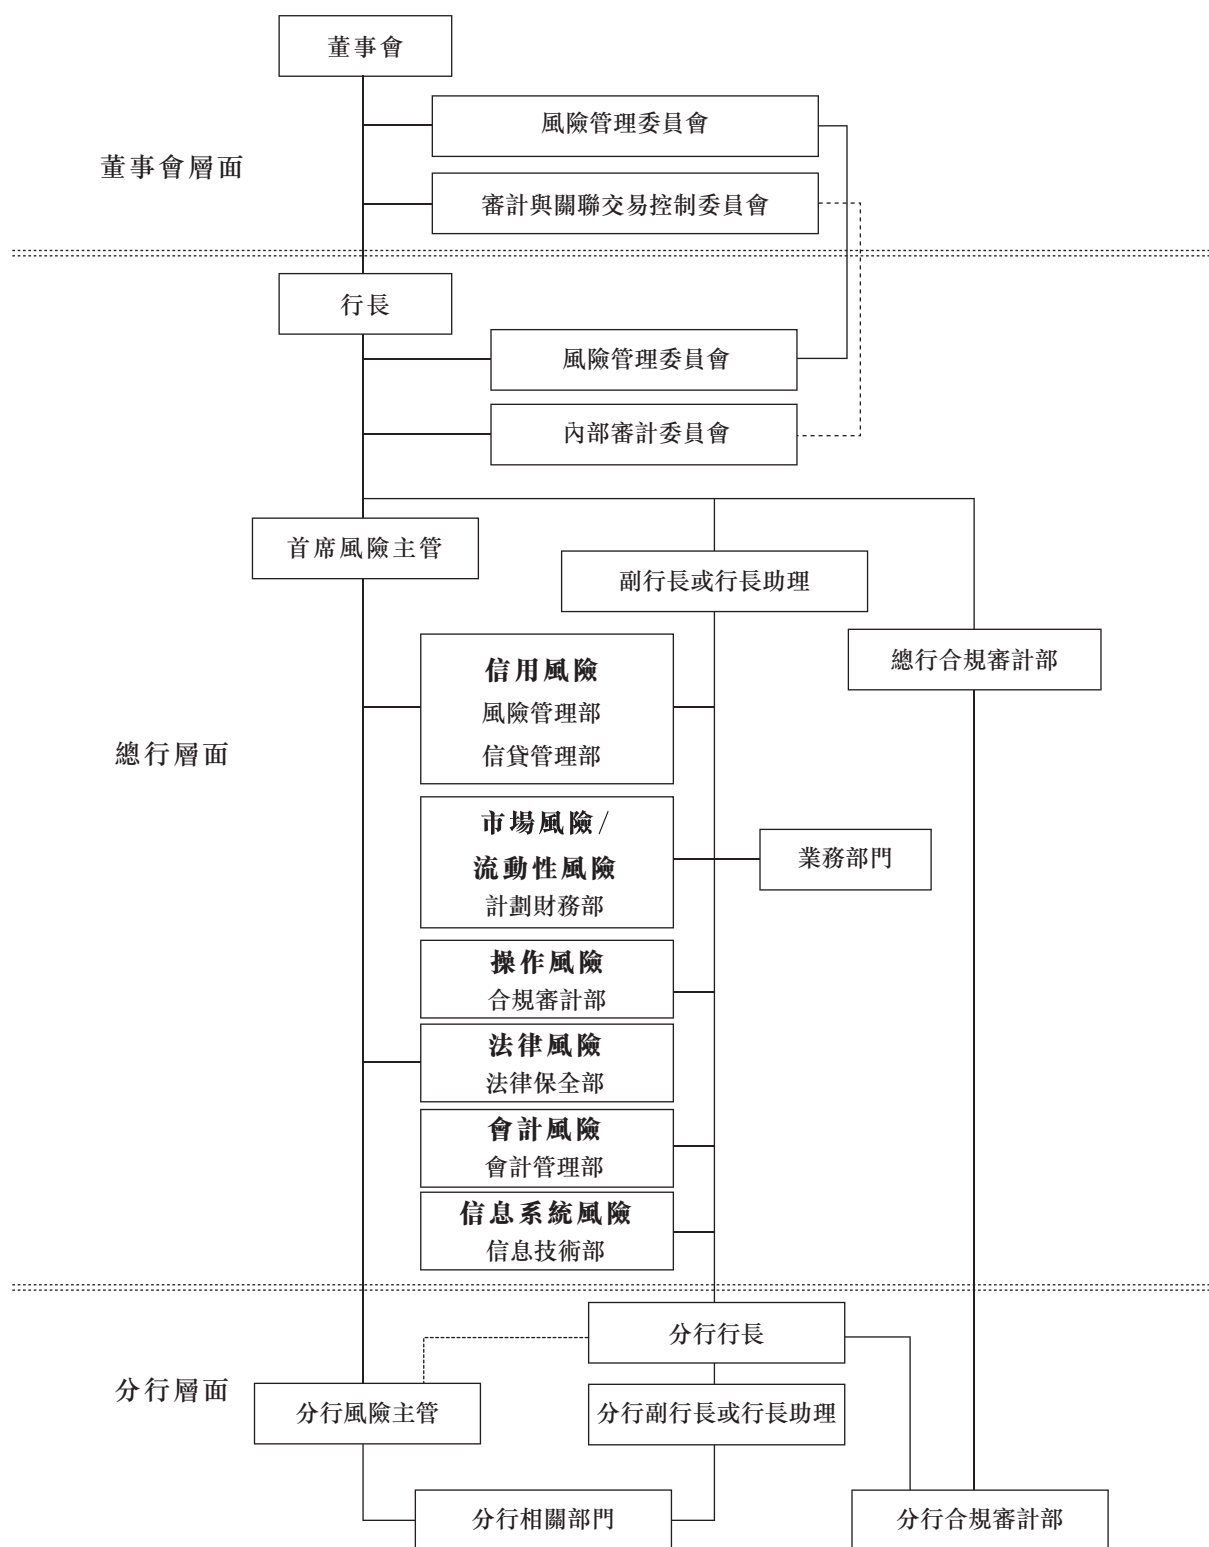 董事會
風險管理委員會
董事會層面
審計與關聯交易控制委員會
行長
風險管理委員會
內部審計委員會
首席風險主管
副行長或行長助理
總行合規審計部
信用風險
風險管理部
信貸管理部
總行層面
市場風險/
流動性風險
計劃財務部
業務部門
操作風險
合規審計部
法律風險
法律保全部
會計風險
會計管理部
信息系統風險
信息技術部
分行行長
分行層面
分行風險主管
分行副行長或行長助理
分行相關部門
分行合規審計部